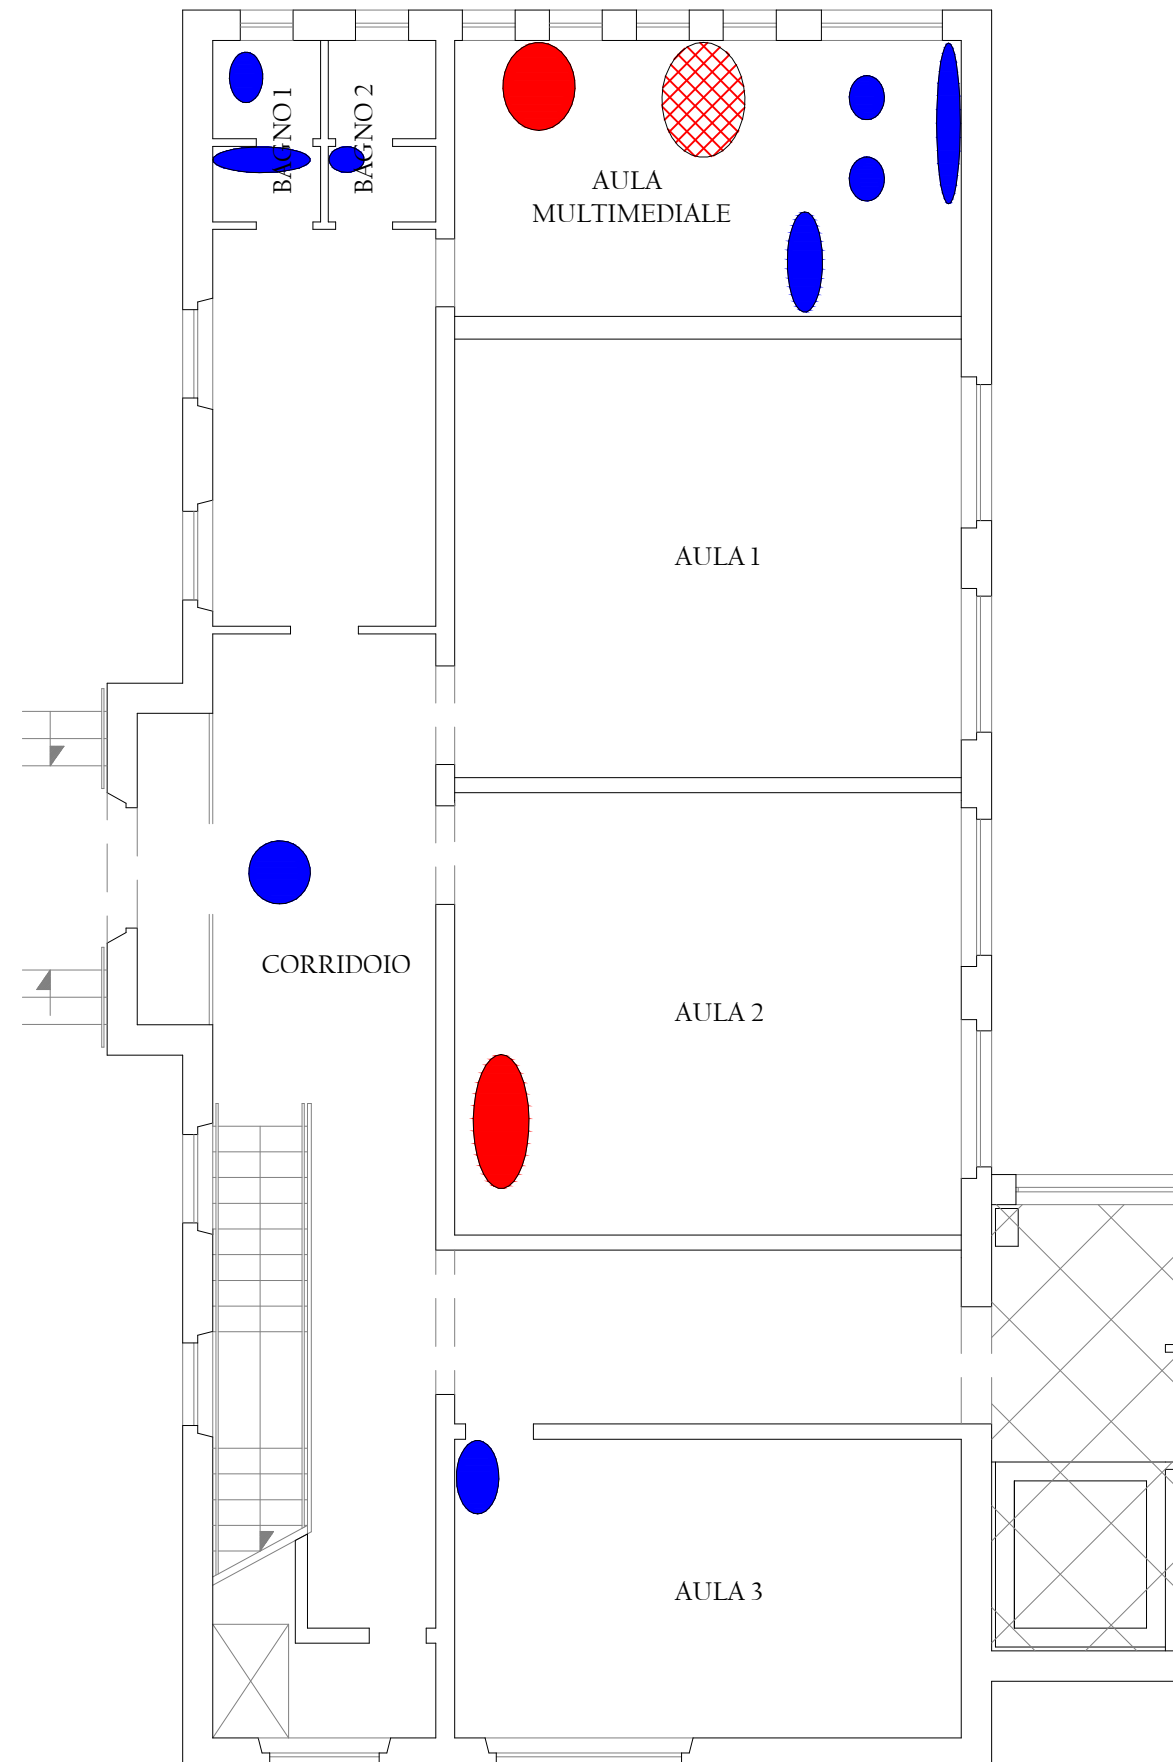 BAGNO 1
BAGNO 2
AULA
MULTIMEDIALE
AULA 1
CORRIDOIO
AULA 2
AULA 3